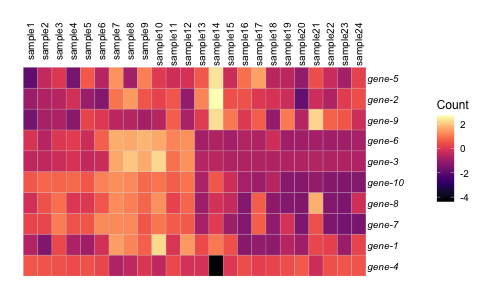 sample1 sample2 sample3 sample4 sample5 sample6 sample7 sample8 sample9 sample10 sample11 sample12 sample13 sample14 sample15 sample16 sample17 sample18 sample19 sample20 sample21 sample22 sample23 sample24
gene-5
gene-2
gene-9
gene-6
gene-3
gene-10
gene-8
gene-7
gene-1
gene-4
Count
2
0
-2
-4